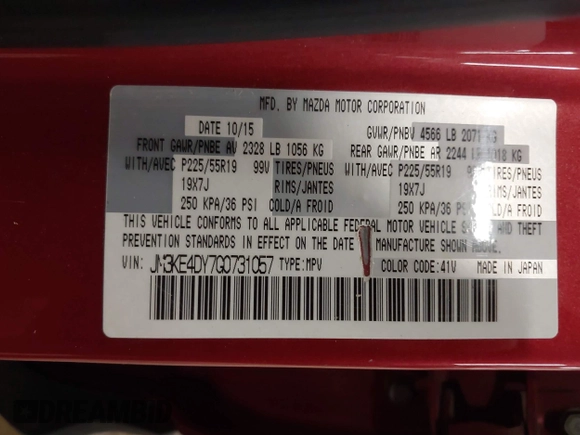 MFD. BY MAZDA MOTOR CORPORATION
DATE 10/15 GVWR/PNBV 4566 LB 2071 KG
FRONT GAWR/PNBE AV 2328 LB 1056 KG REAR GAWR/PNBE AR 2244 LB 1018 KG
WITH/AVEC P225/55R19 99V TIRES/PNEUS WITH/AVEC P225/55R19 TIRES/PNEUS
19X7J RIMS/JANTES 19X7J RIMS/JANTES
250 KPA/36 PSI COLD/A FROID 250 KPA/36 PSI COLD/A FROID
THIS VEHICLE CONFORMS TO ALL APPLICABLE FEDERAL MOTOR VEHICLE SAFETY AND THEFT
PREVENTION STANDARDS IN EFFECT ON THE DATE MANUFACTURE SHOWN ABOVE.
VIN: JM3KE4DY7G0731057 TYPE:MPV COLOR CODE:41V MADE IN JAPAN
DREAMBID